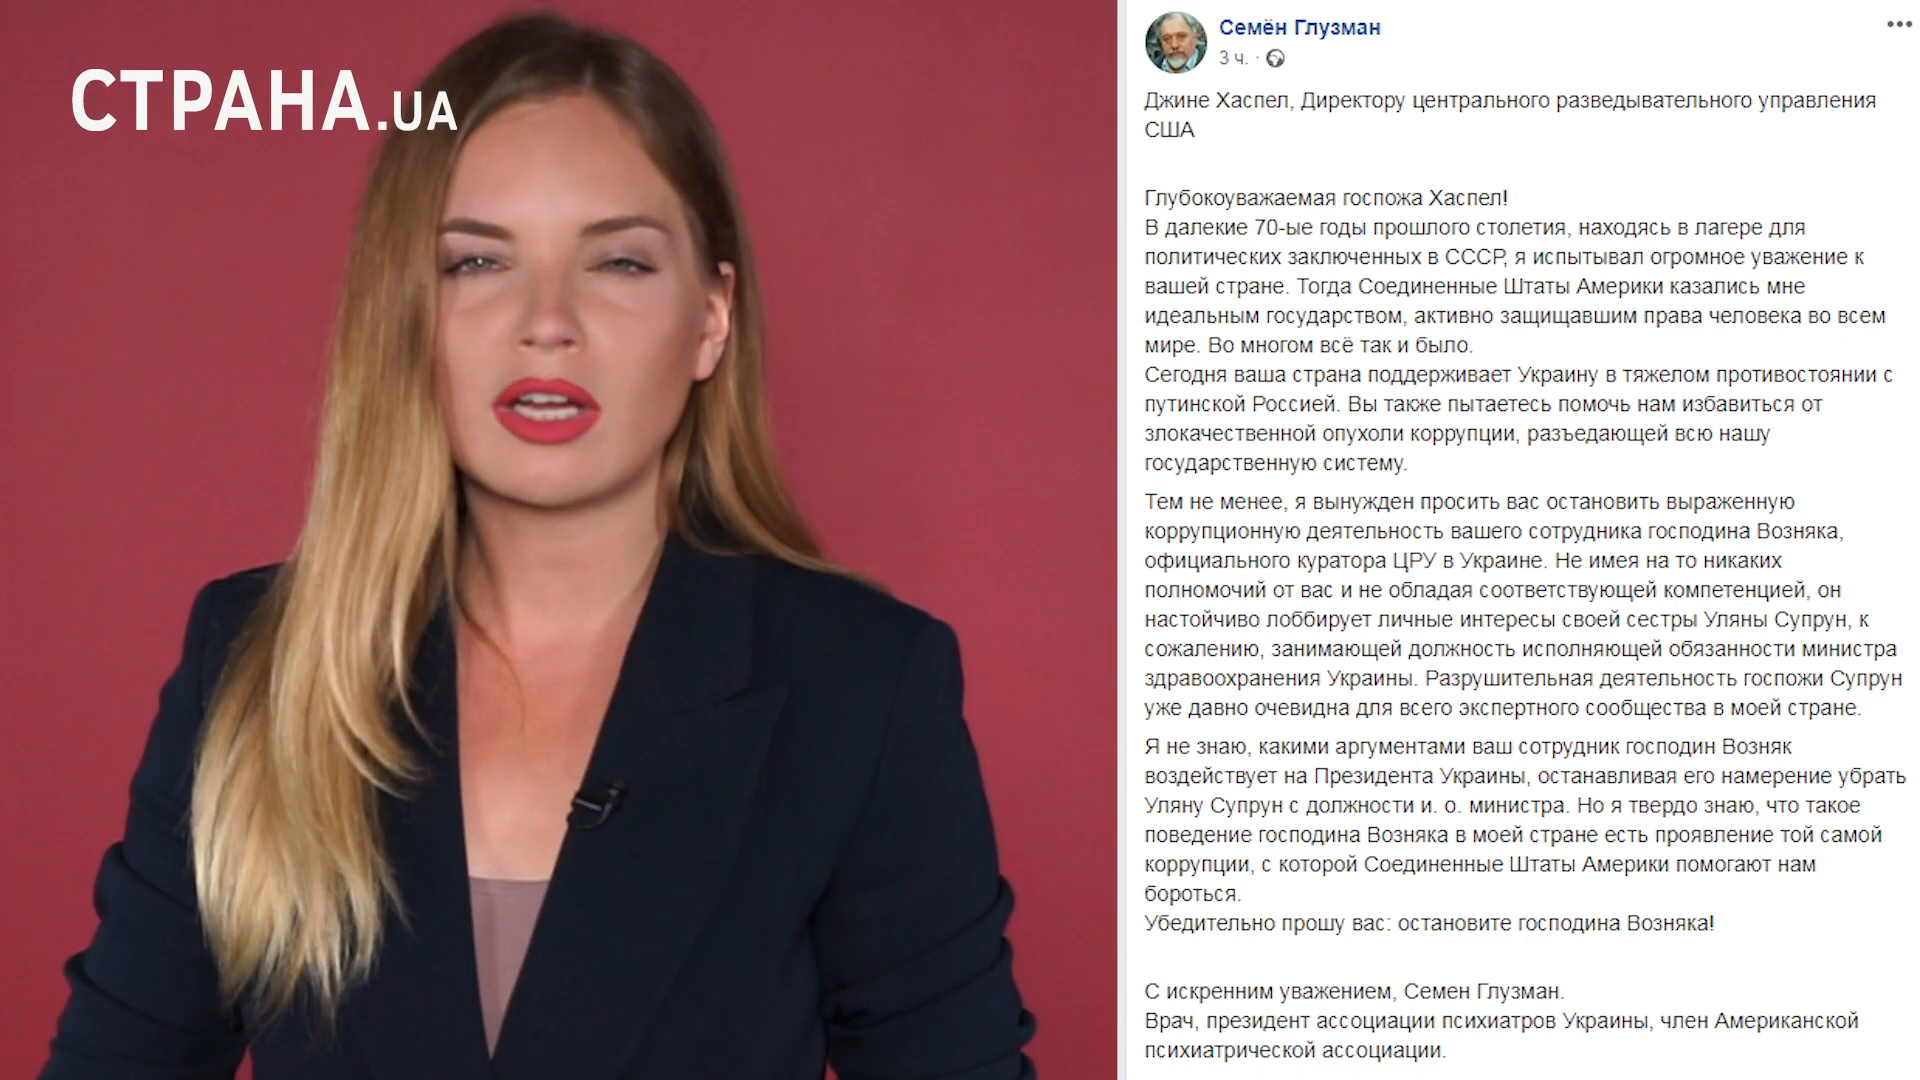 СТРАНА.UA
Семён Глузман
3 ч. ·
Джине Хаспел, Директору центрального разведывательного управления
США
Глубокоуважаемая госпожа Хаспел!
В далекие 70-ые годы прошлого столетия, находясь в лагере для
политических заключенных в СССР, я испытывал огромное уважение к
вашей стране. Тогда Соединенные Штаты Америки казались мне
идеальным государством, активно защищавшим права человека во всем
мире. Во многом всё так и было.
Сегодня ваша страна поддерживает Украину в тяжелом противостоянии с
путинской Россией. Вы также пытаетесь помочь нам избавиться от
злокачественной опухоли коррупции, разъедающей всю нашу
государственную систему.
Тем не менее, я вынужден просить вас остановить выраженную
коррупционную деятельность вашего сотрудника господина Возняка,
официального куратора ЦРУ в Украине. Не имея на то никаких
полномочий от вас и не обладая соответствующей компетенцией, он
настойчиво лоббирует личные интересы своей сестры Уляны Супрун, к
сожалению, занимающей должность исполняющей обязанности министра
здравоохранения Украины. Разрушительная деятельность госпожи Супрун
уже давно очевидна для всего экспертного сообщества в моей стране.
Я не знаю, какими аргументами ваш сотрудник господин Возняк
воздействует на Президента Украины, останавливая его намерение убрать
Уляну Супрун с должности и. о. министра. Но я твердо знаю, что такое
поведение господина Возняка в моей стране есть проявление той самой
коррупции, с которой Соединенные Штаты Америки помогают нам
бороться.
Убедительно прошу вас: остановите господина Возняка!
С искренним уважением, Семен Глузман.
Врач, президент ассоциации психиатров Украины, член Американской
психиатрической ассоциации.